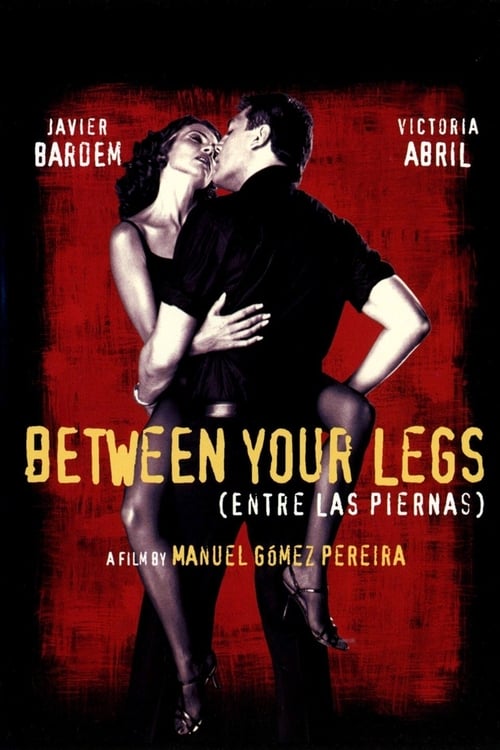 JAVIER
BARDEM
VICTORIA
ABRIL
BETWEEN YOUR LEGS
(ENTRE LAS PIERNAS)
A FILM BY MANUEL GÓMEZ PEREIRA